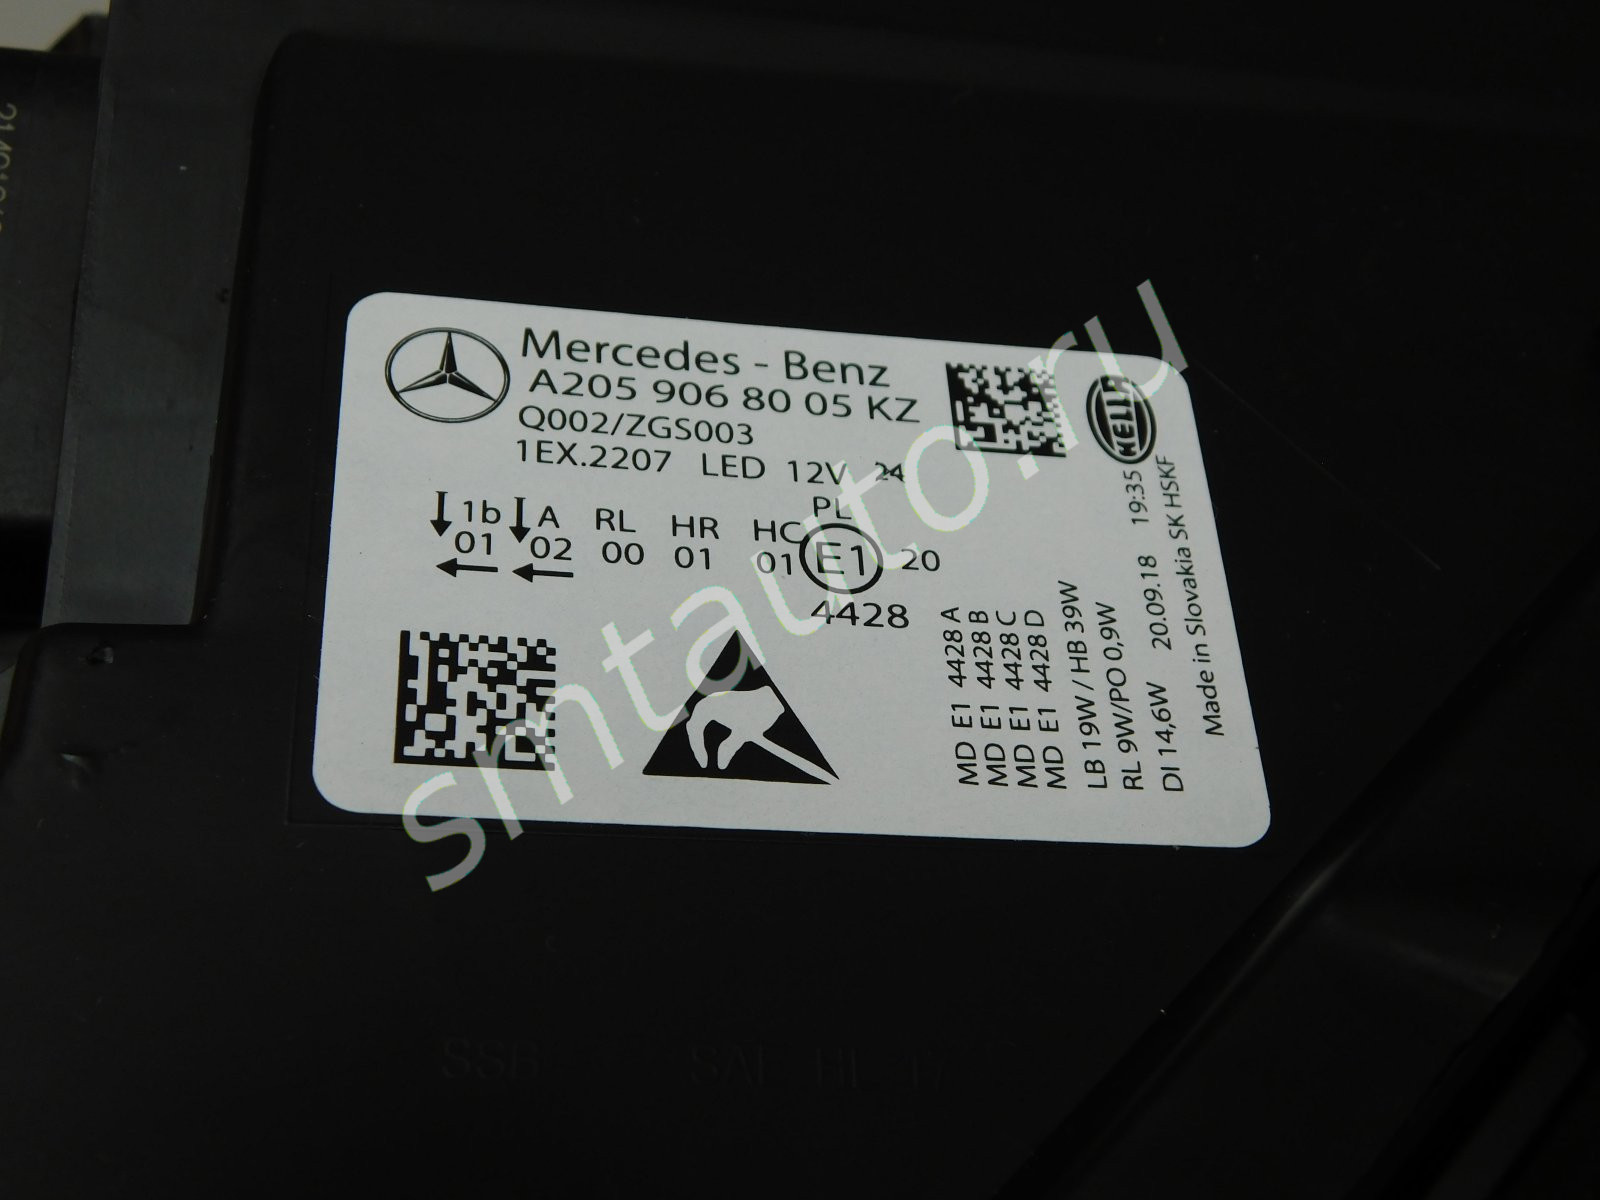 Mercedes - Benz
A205 906 80 05 KZ
Q002/ZGS003
1EX.2207 LED 12V 24
PL
1b A RL HR HC
01 02 00 01 01 E1 20
4428
HELLA
MD E1 4428 A
MD E1 4428 B
MD E1 4428 C
MD E1 4428 D
LB 19W / HB 39W
RL 9W/PO 0,9W
DI 14,6W 20.09.18 19:35
Made in Slovakia SK HSKF
smtauto.ru